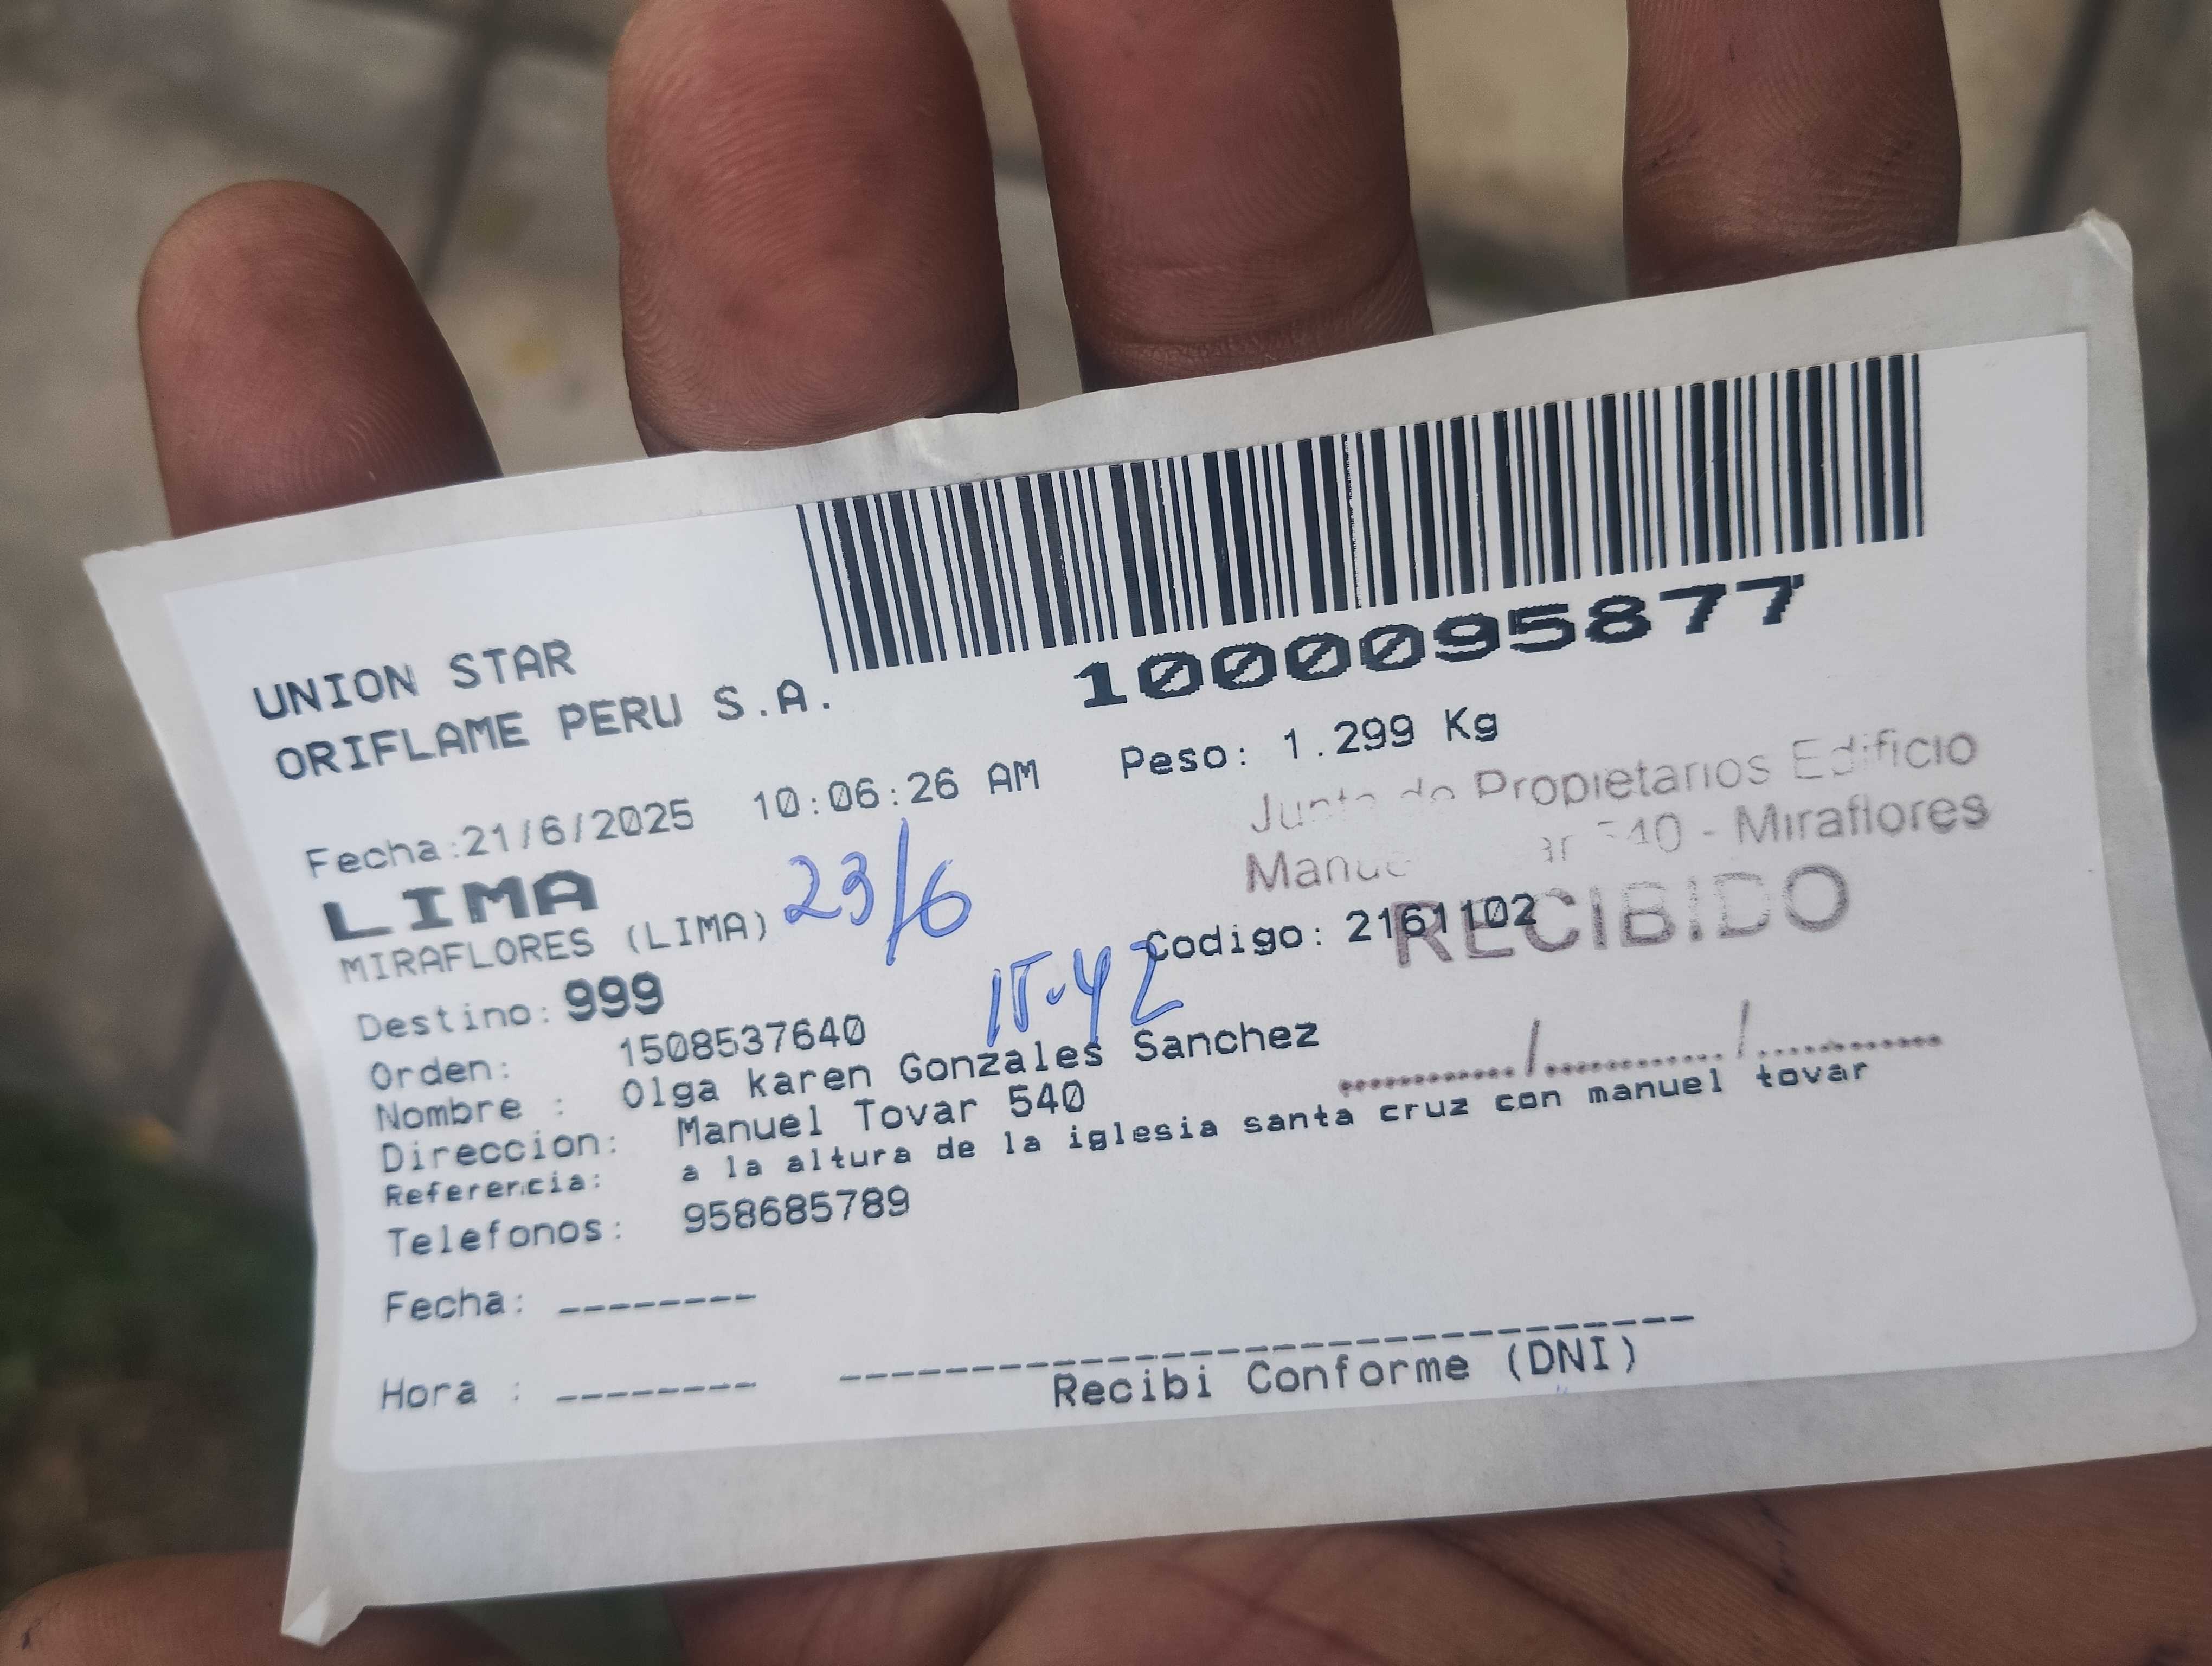 1000095877
UNION STAR
ORIFLAME PERU S.A.
Fecha:21/6/2025 10:06:26 AM Peso: 1.299 Kg
Junta de Propietarios Edificio
LIMA
540 - Miraflores
MIRAFLORES (LIMA) 23/6
Codigo: 2161102
RECIBIDO
Destino: 999
15-42
Orden: 1508537640
Nombre : Olga karen Gonzales Sanchez
Direccion: Manuel Tovar 540
Referencia: a la altura de la iglesia santa cruz con manuel tovar
Telefonos: 958685789
Fecha: --------
Hora : --------
Recibi Conforme (DNI)